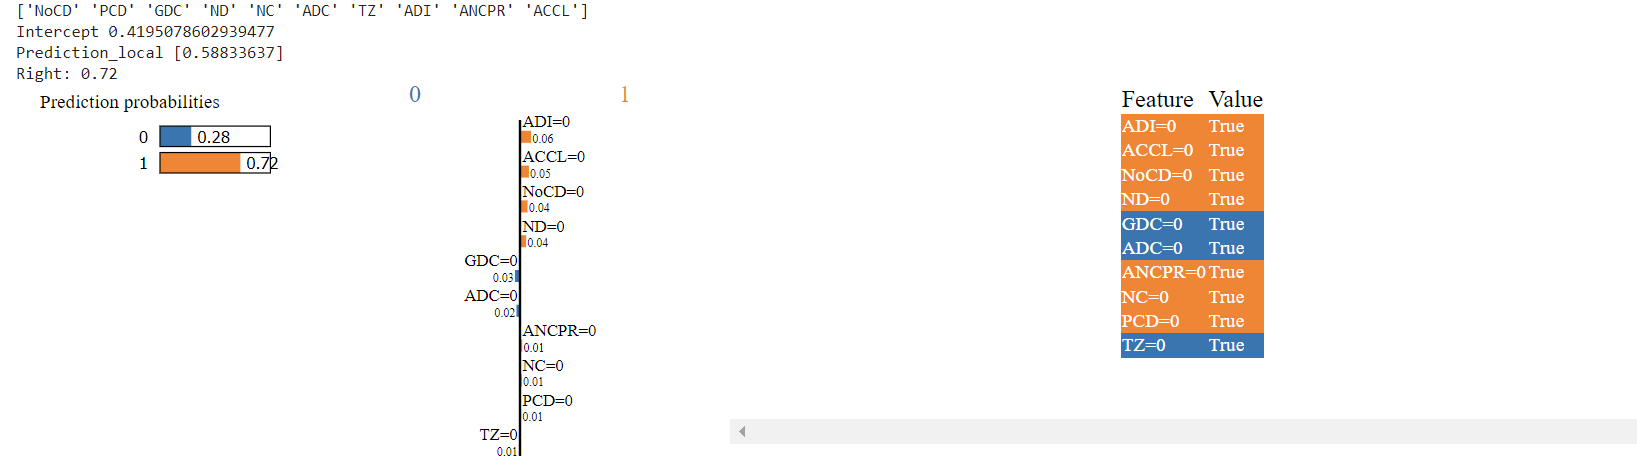 ['NoCD' 'PCD' 'GDC' 'ND' 'NC' 'ADC' 'TZ' 'ADI' 'ANCPR' 'ACCL']
Intercept 0.4195078602939477
Prediction_local [0.58833637]
Right: 0.72
Prediction probabilities
0 0.28
1 0.72
0 1
ADI=0
0.06
ACCL=0
0.05
NoCD=0
0.04
ND=0
0.04
GDC=0
0.03
ADC=0
0.02
ANCPR=0
0.01
NC=0
0.01
PCD=0
0.01
TZ=0
0.01
Feature Value
ADI=0 True
ACCL=0 True
NoCD=0 True
ND=0 True
GDC=0 True
ADC=0 True
ANCPR=0 True
NC=0 True
PCD=0 True
TZ=0 True